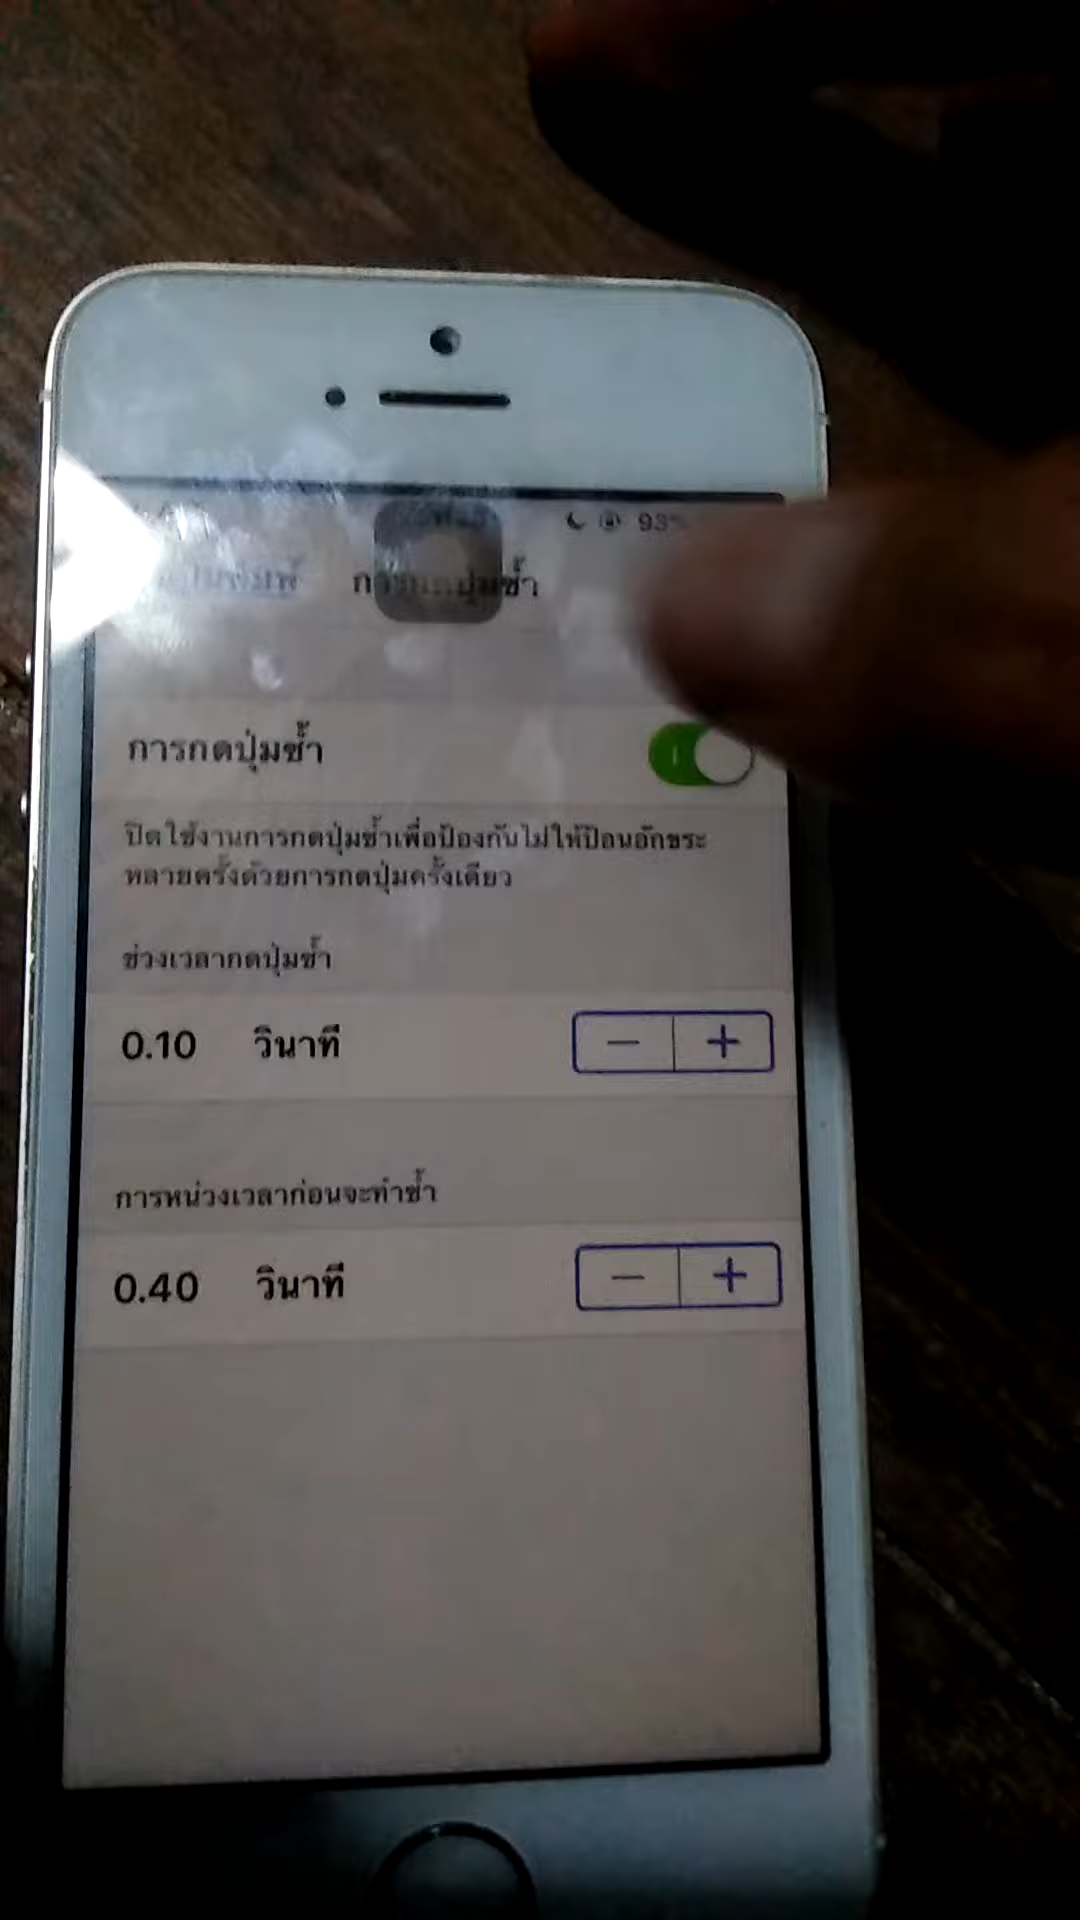 93%
การกดปุ่มซ้ำ
การกดปุ่มซ้ำ
ปิดใช้งานการกดปุ่มซ้ำเพื่อป้องกันไม่ให้ป้อนอักขระ
หลายครั้งด้วยการกดปุ่มครั้งเดียว
ช่วงเวลากดปุ่มซ้ำ
0.10 วินาที
− +
การหน่วงเวลาก่อนจะทำซ้ำ
0.40 วินาที
− +